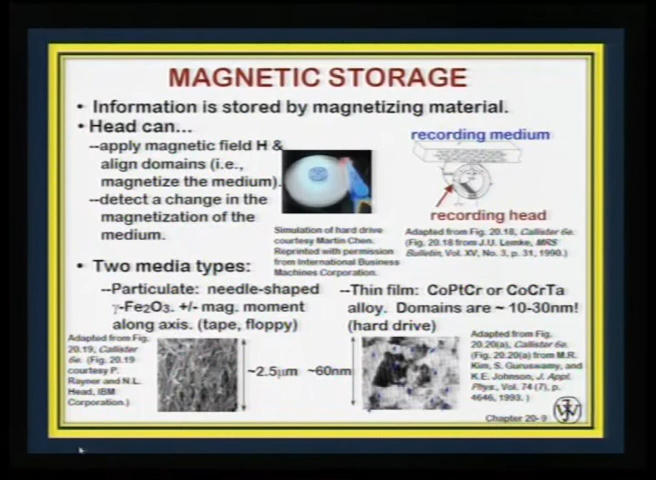 MAGNETIC STORAGE
• Information is stored by magnetizing material.
• Head can...
--apply magnetic field H &
align domains (i.e.,
magnetize the medium).
--detect a change in the
magnetization of the
medium.
recording medium
recording head
Simulation of hard drive
courtesy Martin Chen.
Reprinted with permission
from International Business
Machines Corporation.
Adapted from Fig. 20.18, Callister 6e.
(Fig. 20.18 from J.U. Lemke, MRS
Bulletin, Vol. XV, No. 3, p. 31, 1990.)
• Two media types:
--Particulate: needle-shaped
γ-Fe2O3. +/- mag. moment
along axis. (tape, floppy)
--Thin film: CoPtCr or CoCrTa
alloy. Domains are ~ 10-30nm!
(hard drive)
Adapted from Fig.
20.19, Callister
6e. (Fig. 20.19
courtesy P.
Rayner and N.L.
Head, IBM
Corporation.)
~2.5μm
~60nm
Adapted from Fig.
20.20(a), Callister 6e.
(Fig. 20.20(a) from M.R.
Kim, S. Guruswamy, and
K.E. Johnson, J. Appl.
Phys., Vol. 74 (7), p.
4646, 1993. )
Chapter 20- 9